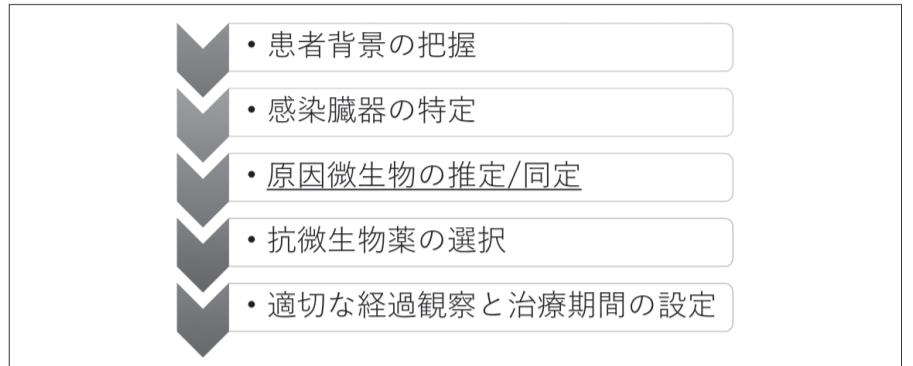 ・患者背景の把握
・感染臓器の特定
・原因微生物の推定/同定
・抗微生物薬の選択
・適切な経過観察と治療期間の設定